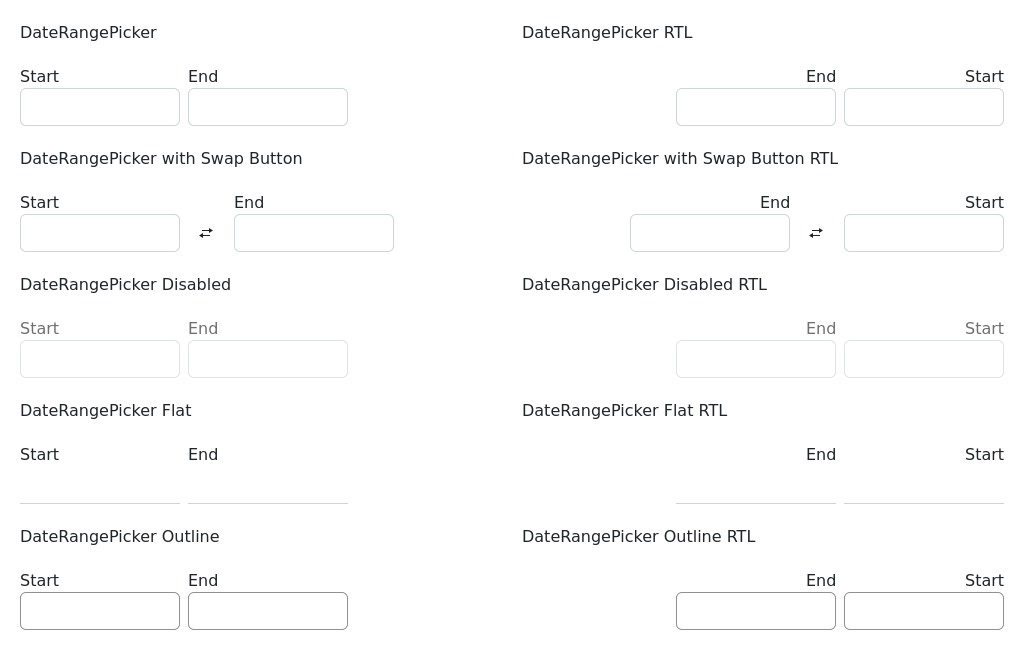 DateRangePicker
Start End
DateRangePicker with Swap Button
Start End
DateRangePicker Disabled
Start End
DateRangePicker Flat
Start End
DateRangePicker Outline
Start End
DateRangePicker RTL
End Start
DateRangePicker with Swap Button RTL
End Start
DateRangePicker Disabled RTL
End Start
DateRangePicker Flat RTL
End Start
DateRangePicker Outline RTL
End Start